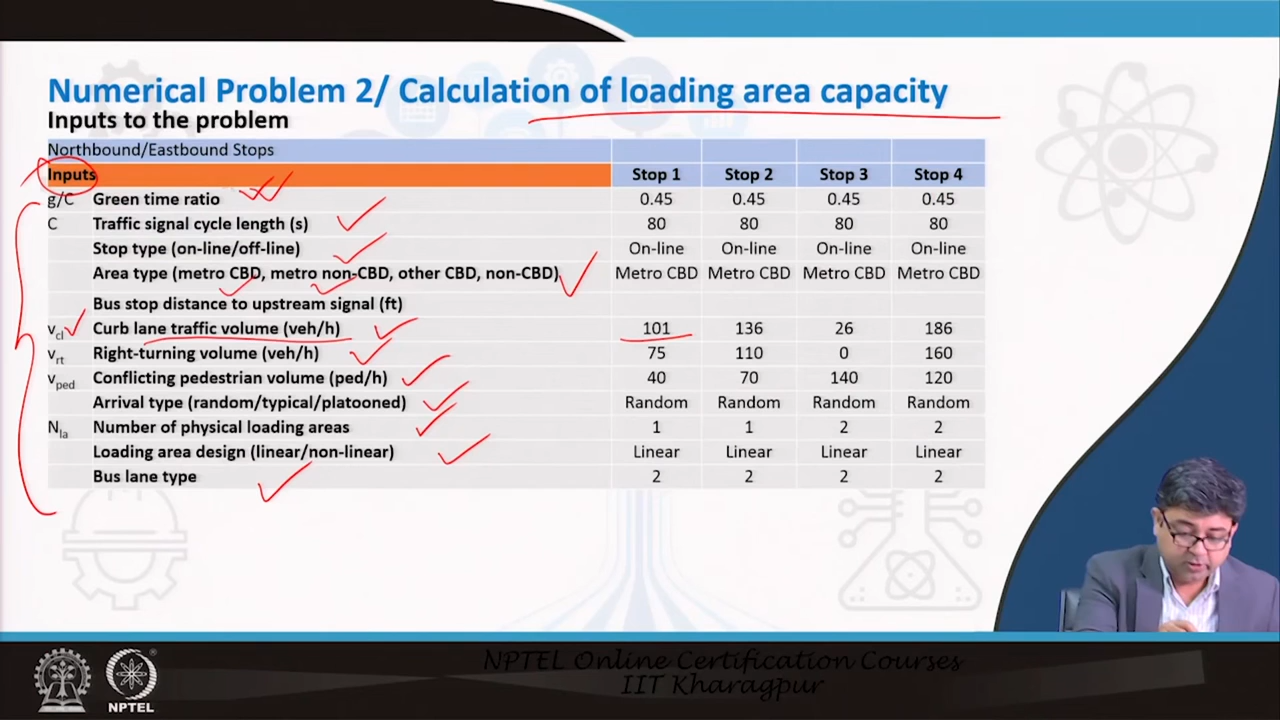 Numerical Problem 2/ Calculation of loading area capacity
Inputs to the problem
Northbound/Eastbound Stops
Inputs Stop 1 Stop 2 Stop 3 Stop 4
g/C Green time ratio 0.45 0.45 0.45 0.45
C Traffic signal cycle length (s) 80 80 80 80
Stop type (on-line/off-line) On-line On-line On-line On-line
Area type (metro CBD, metro non-CBD, other CBD, non-CBD) Metro CBD Metro CBD Metro CBD Metro CBD
Bus stop distance to upstream signal (ft)
vcl Curb lane traffic volume (veh/h) 101 136 26 186
vrt Right-turning volume (veh/h) 75 110 0 160
vped Conflicting pedestrian volume (ped/h) 40 70 140 120
Arrival type (random/typical/platooned) Random Random Random Random
Nla Number of physical loading areas 1 1 2 2
Loading area design (linear/non-linear) Linear Linear Linear Linear
Bus lane type 2 2 2 2
NPTEL Online Certification Courses
IIT Kharagpur
NPTEL